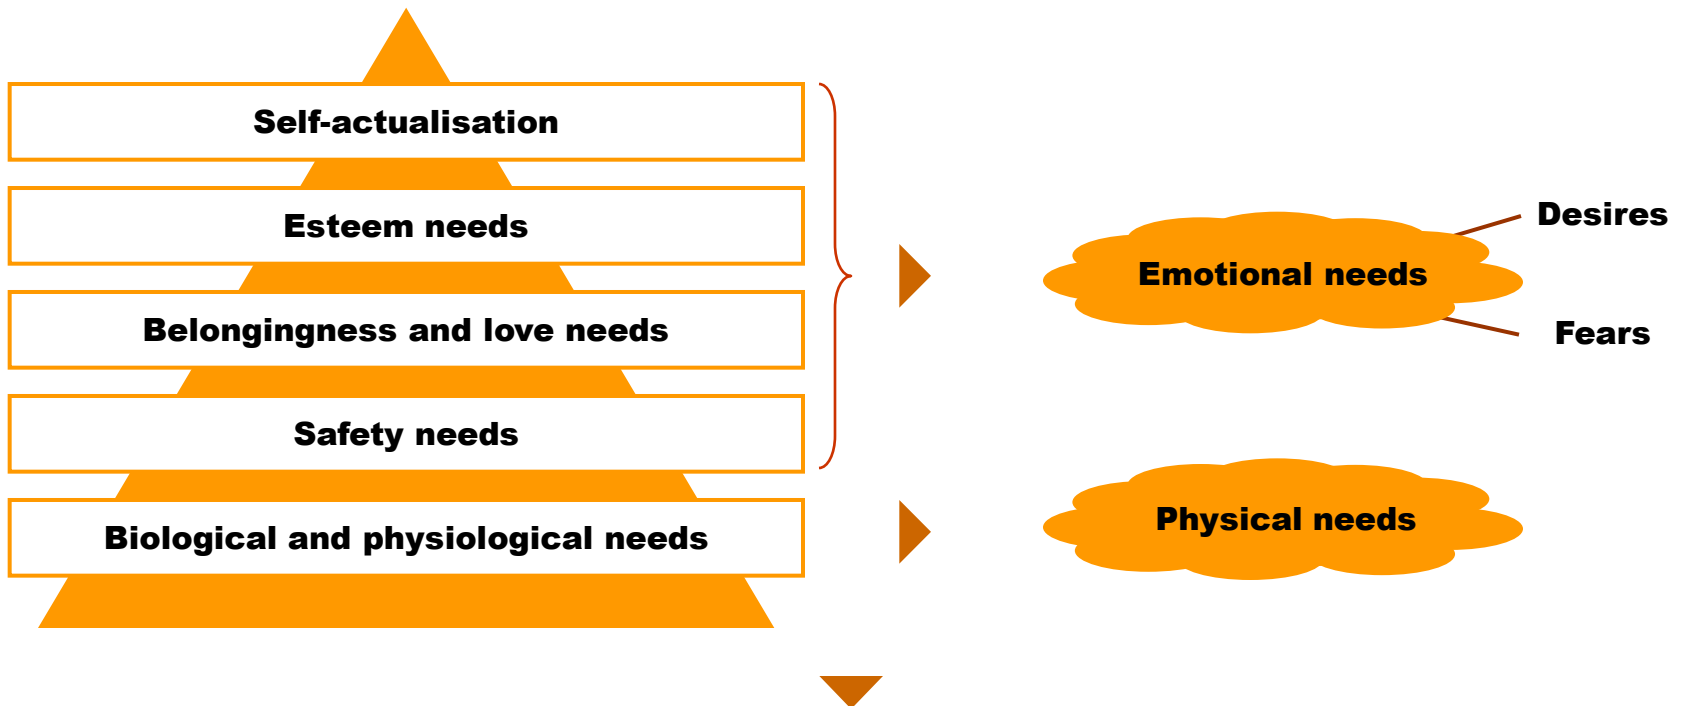 Self-actualisation
Esteem needs
Belongingness and love needs
Safety needs
Biological and physiological needs
Emotional needs
Desires
Fears
Physical needs